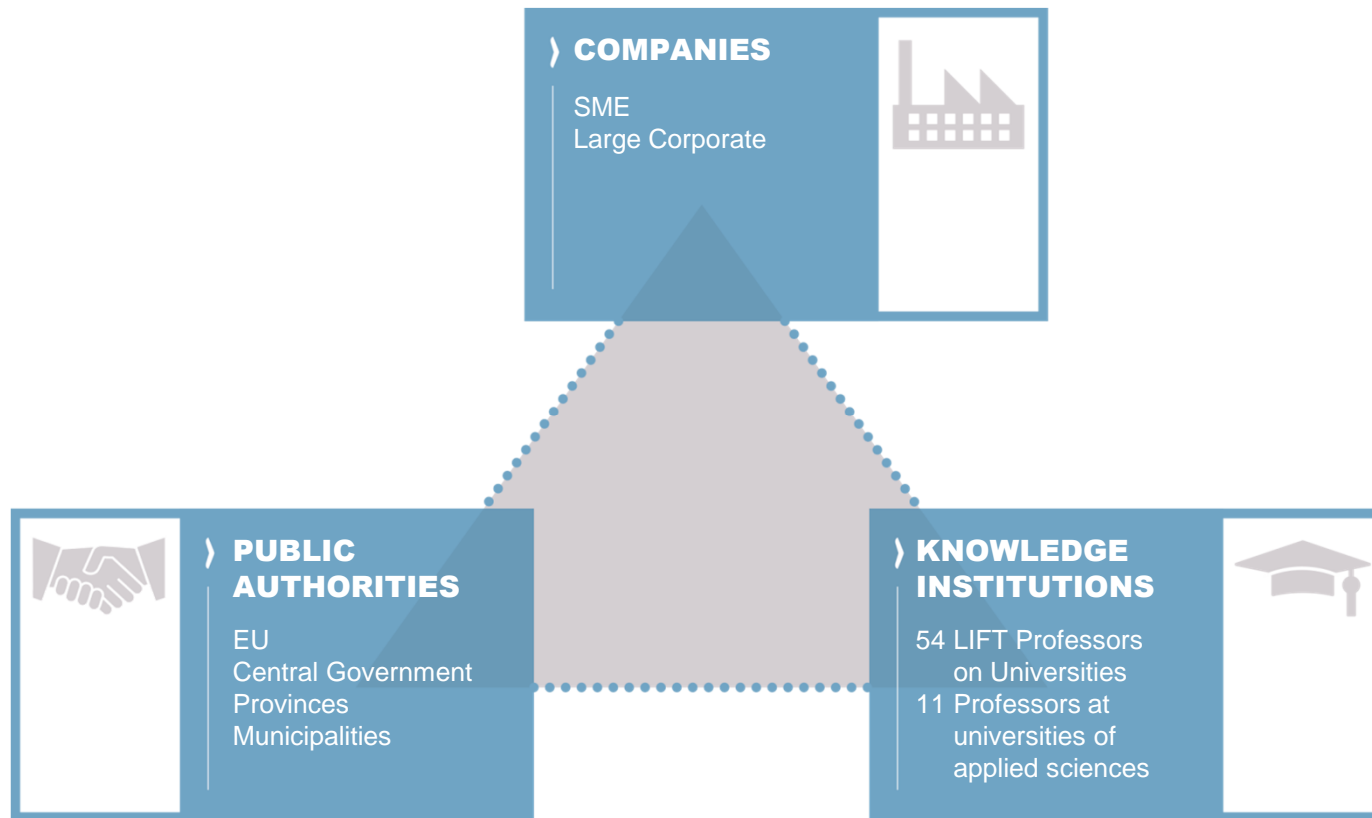 COMPANIES
SME
Large Corporate
PUBLIC
AUTHORITIES
EU
Central Government
Provinces
Municipalities
KNOWLEDGE
INSTITUTIONS
54 LIFT Professors
on Universities
11 Professors at
universities of
applied sciences